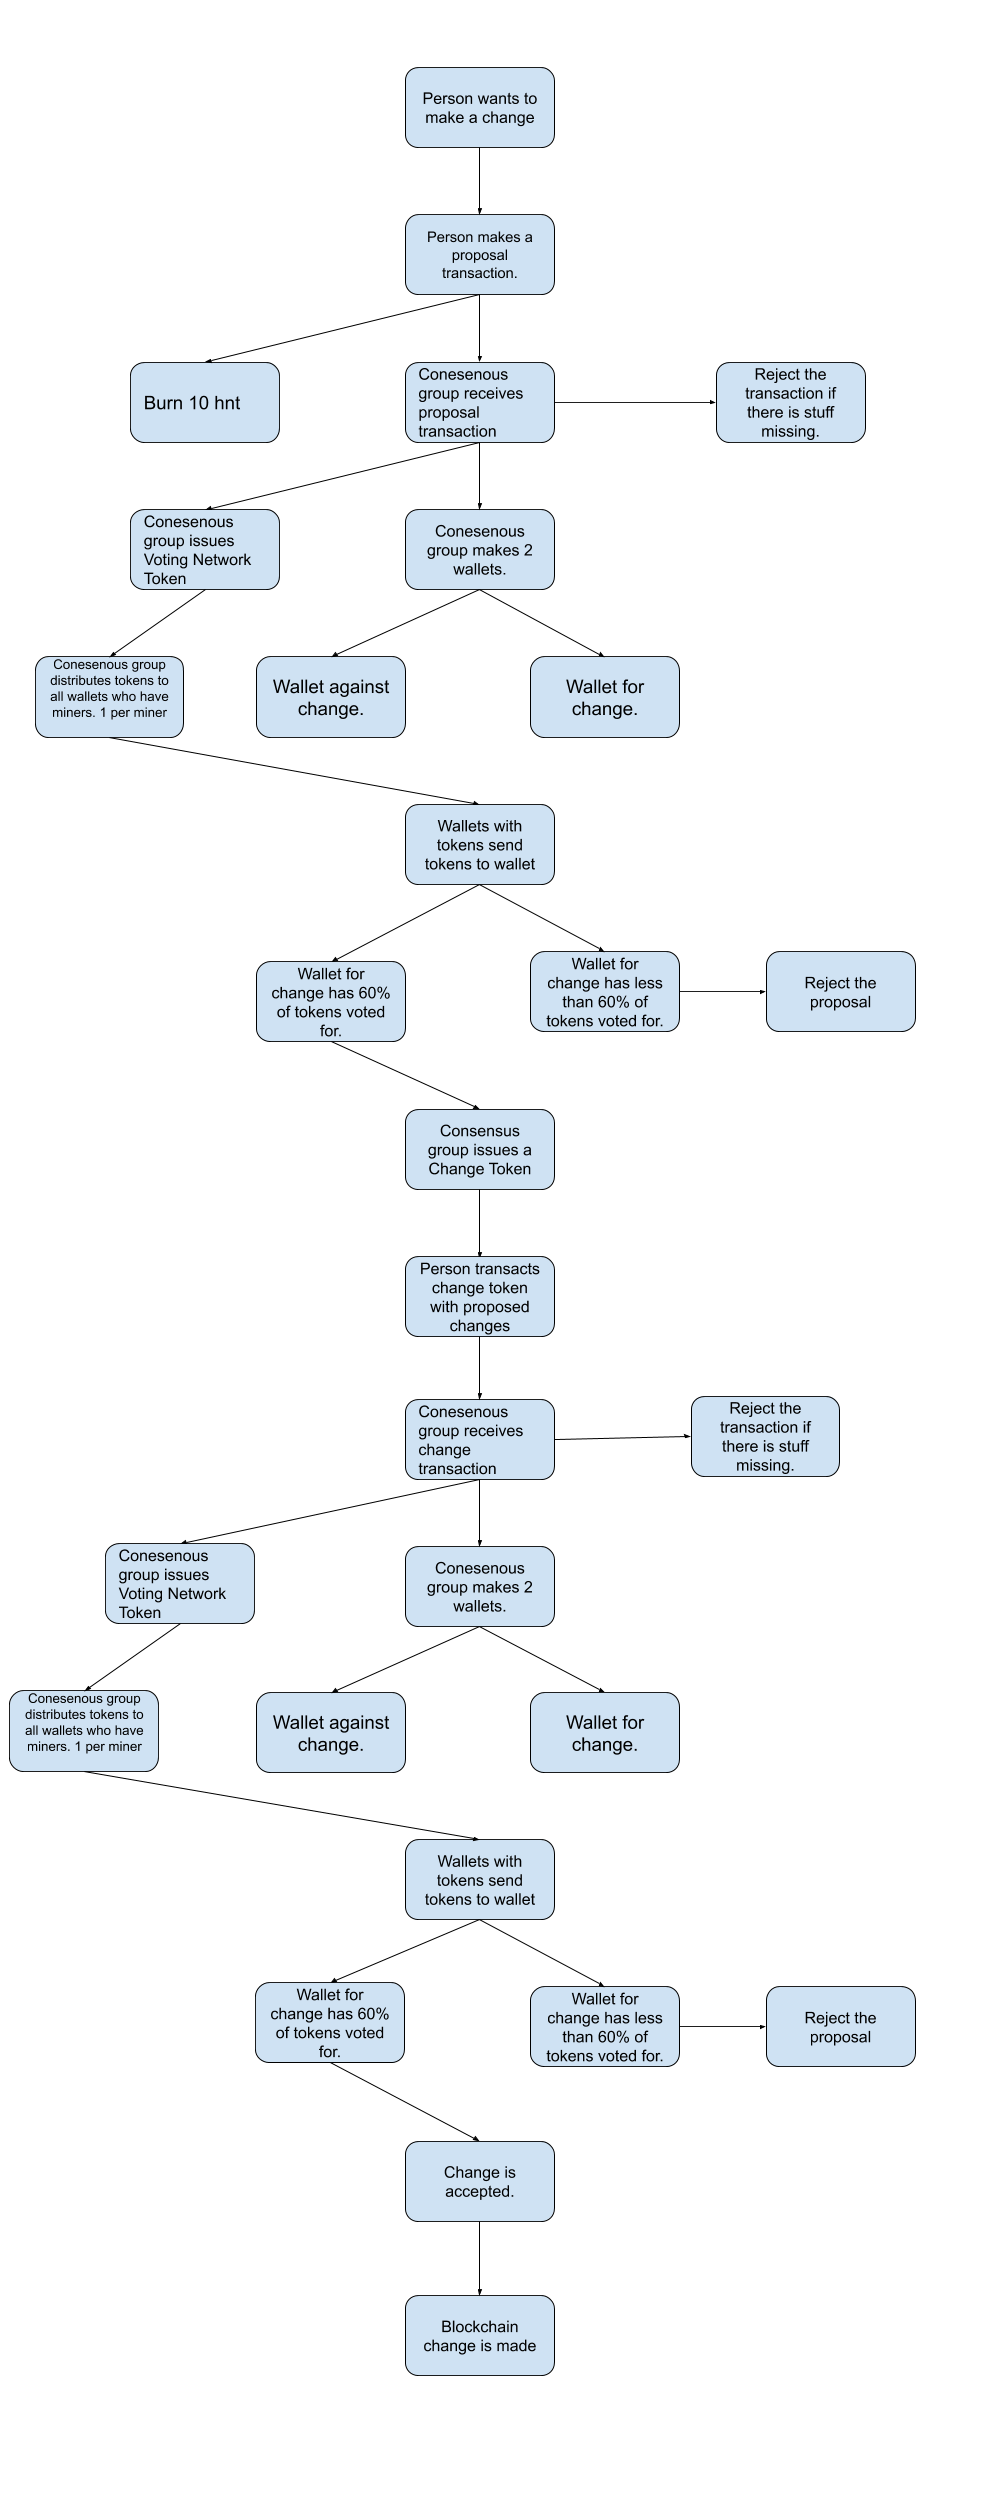 Person wants to
make a change
Person makes a
proposal
transaction.
Burn 10 hnt
Conesenous
group receives
proposal
transaction
Reject the
transaction if
there is stuff
missing.
Conesenous
group issues
Voting Network
Token
Conesenous
group makes 2
wallets.
Conesenous group
distributes tokens to
all wallets who have
miners. 1 per miner
Wallet against
change.
Wallet for
change.
Wallets with
tokens send
tokens to wallet
Wallet for
change has 60%
of tokens voted
for.
Wallet for
change has less
than 60% of
tokens voted for.
Reject the
proposal
Consensus
group issues a
Change Token
Person transacts
change token
with proposed
changes
Conesenous
group receives
change
transaction
Reject the
transaction if
there is stuff
missing.
Conesenous
group issues
Voting Network
Token
Conesenous
group makes 2
wallets.
Conesenous group
distributes tokens to
all wallets who have
miners. 1 per miner
Wallet against
change.
Wallet for
change.
Wallets with
tokens send
tokens to wallet
Wallet for
change has 60%
of tokens voted
for.
Wallet for
change has less
than 60% of
tokens voted for.
Reject the
proposal
Change is
accepted.
Blockchain
change is made